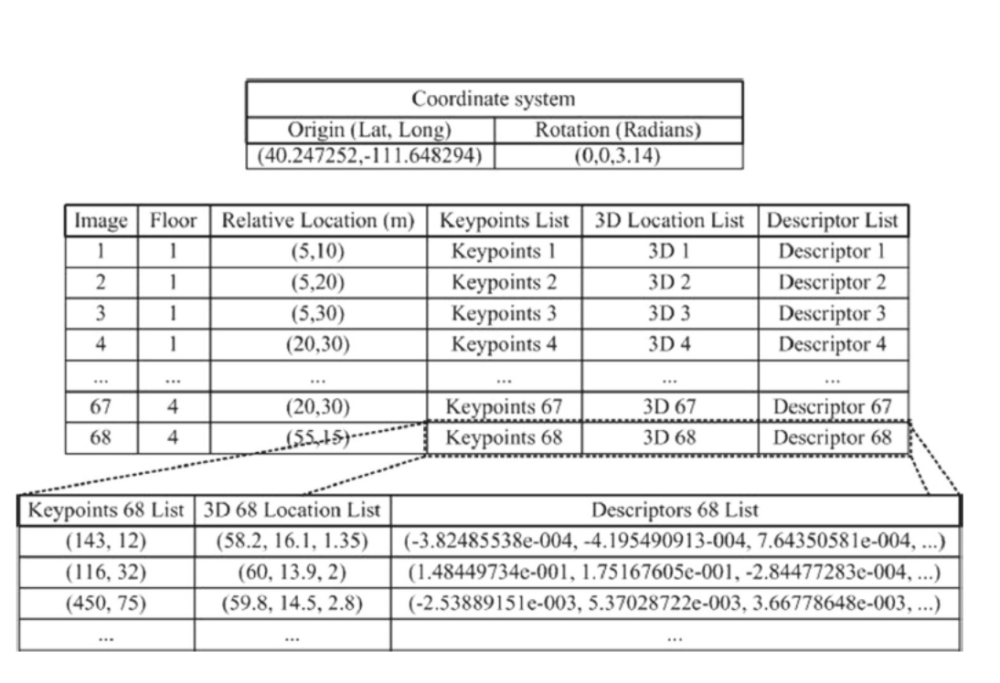 Coordinate system
Origin (Lat, Long) Rotation (Radians)
(40.247252,-111.648294) (0,0,3.14)
Image Floor Relative Location (m) Keypoints List 3D Location List Descriptor List
1 1 (5,10) Keypoints 1 3D 1 Descriptor 1
2 1 (5,20) Keypoints 2 3D 2 Descriptor 2
3 1 (5,30) Keypoints 3 3D 3 Descriptor 3
4 1 (20,30) Keypoints 4 3D 4 Descriptor 4
... ... ... ... ... ...
67 4 (20,30) Keypoints 67 3D 67 Descriptor 67
68 4 (55,15) Keypoints 68 3D 68 Descriptor 68
Keypoints 68 List 3D 68 Location List Descriptors 68 List
(143, 12) (58.2, 16.1, 1.35) (-3.82485538e-004, -4.195490913-004, 7.64350581e-004, ...)
(116, 32) (60, 13.9, 2) (1.48449734e-001, 1.75167605e-001, -2.84477283e-004, ...)
(450, 75) (59.8, 14.5, 2.8) (-2.53889151e-003, 5.37028722e-003, 3.66778648e-003, ...)
... ... ...